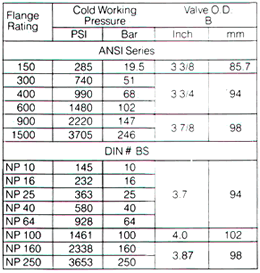 Flange Rating Cold Working Pressure Valve O D B
PSI Bar Inch mm
ANSI Series
150 285 19.5 3 3/8 85.7
300 740 51
400 990 68 3 3/4 94
600 1480 102
900 2220 147 3 7/8 98
1500 3705 246
DIN # BS
NP 10 145 10
NP 16 232 16
NP 25 363 25 3.7 94
NP 40 580 40
NP 64 928 64
NP 100 1461 100 4.0 102
NP 160 2338 160 3.87 98
NP 250 3653 250